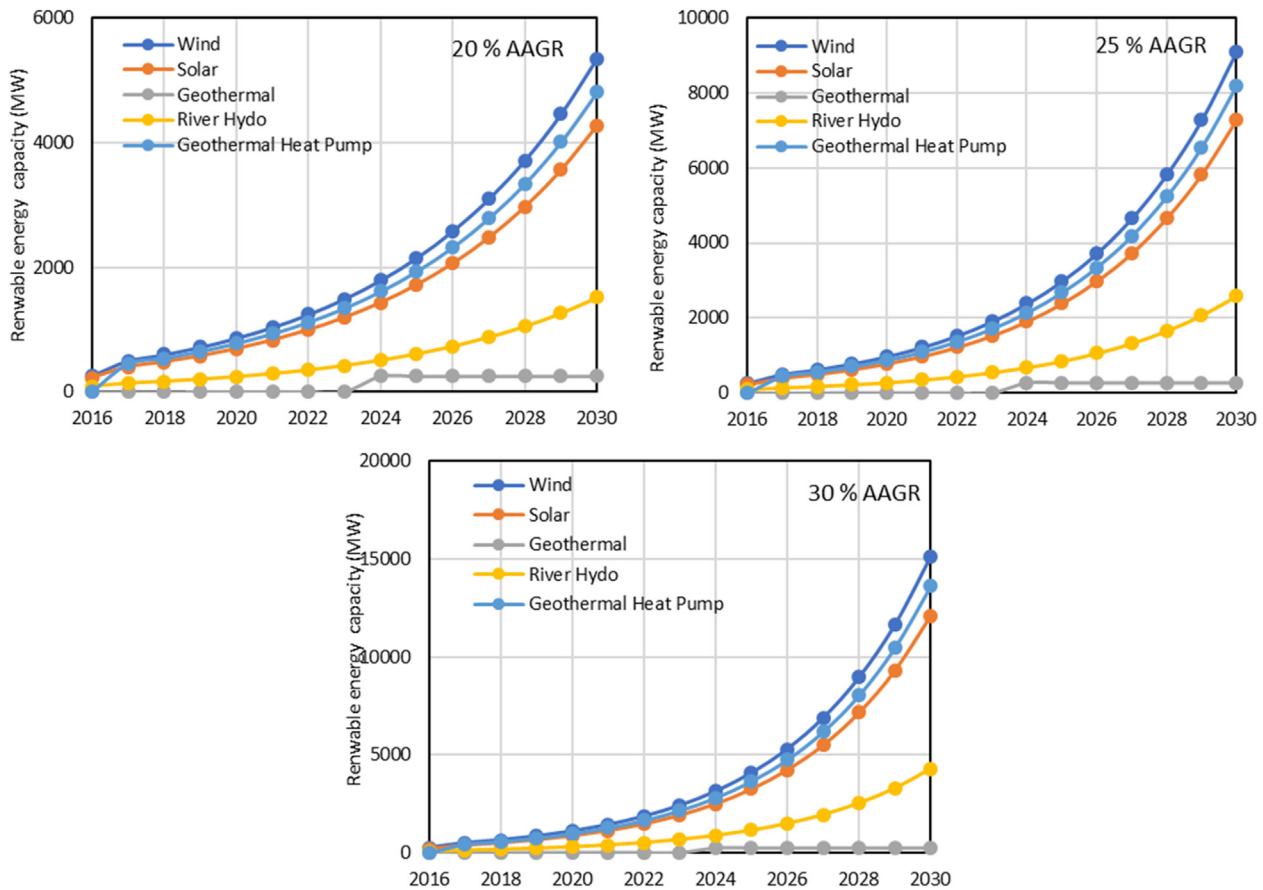 20 % AAGR
Renwable energy capacity (MW)
Wind
Solar
Geothermal
River Hydo
Geothermal Heat Pump
6000
4000
2000
0
2016 2018 2020 2022 2024 2026 2028 2030
25 % AAGR
Renwable energy capacity (MW)
Wind
Solar
Geothermal
River Hydo
Geothermal Heat Pump
10000
8000
6000
4000
2000
0
2016 2018 2020 2022 2024 2026 2028 2030
30 % AAGR
Renwable energy capacity (MW)
Wind
Solar
Geothermal
River Hydo
Geothermal Heat Pump
20000
15000
10000
5000
0
2016 2018 2020 2022 2024 2026 2028 2030